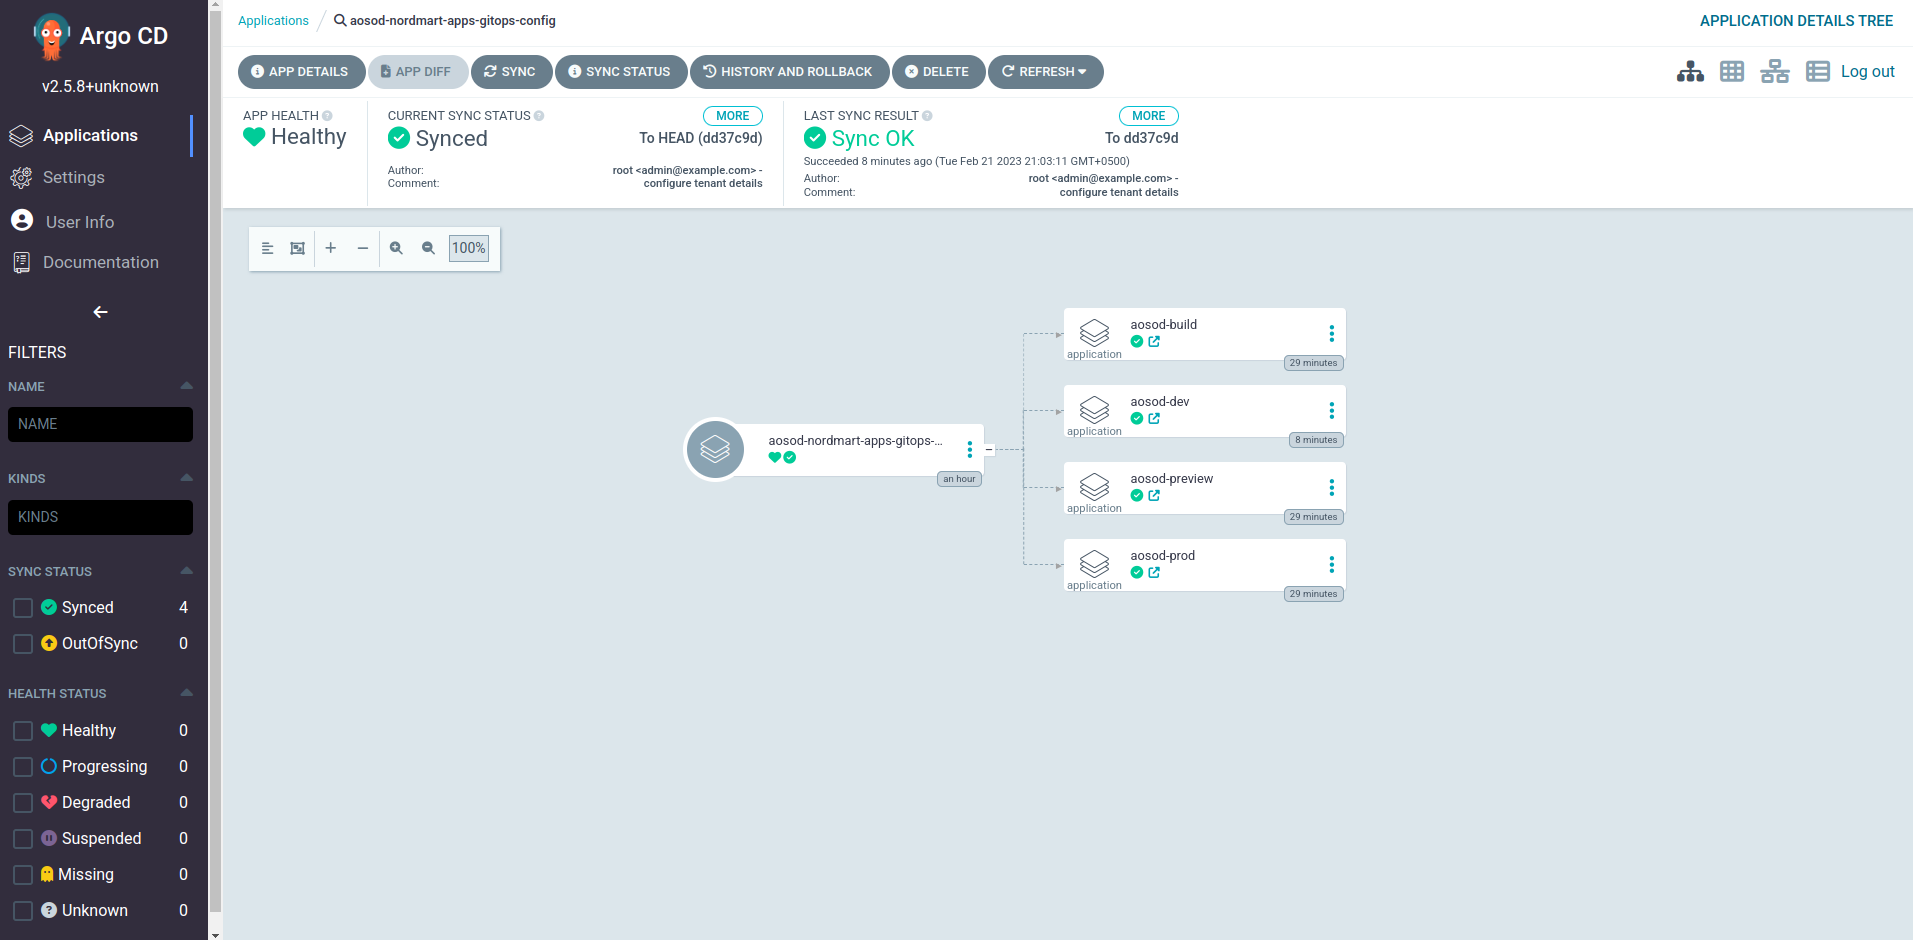 Argo CD
v2.5.8+unknown
Applications
Settings
User Info
Documentation
FILTERS
NAME
NAME
KINDS
KINDS
SYNC STATUS
Synced 4
OutOfSync 0
HEALTH STATUS
Healthy 0
Progressing 0
Degraded 0
Suspended 0
Missing 0
Unknown 0
Applications / aosod-nordmart-apps-gitops-config
APPLICATION DETAILS TREE
APP DETAILS APP DIFF SYNC SYNC STATUS HISTORY AND ROLLBACK DELETE REFRESH
Log out
APP HEALTH
Healthy
CURRENT SYNC STATUS MORE
Synced To HEAD (dd37c9d)
Author: root <admin@example.com> -
Comment: configure tenant details
LAST SYNC RESULT MORE
Sync OK To dd37c9d
Succeeded 8 minutes ago (Tue Feb 21 2023 21:03:11 GMT+0500)
Author: root <admin@example.com> -
Comment: configure tenant details
100%
aosod-nordmart-apps-gitops-...
an hour
aosod-build
application
29 minutes
aosod-dev
application
8 minutes
aosod-preview
application
29 minutes
aosod-prod
application
29 minutes